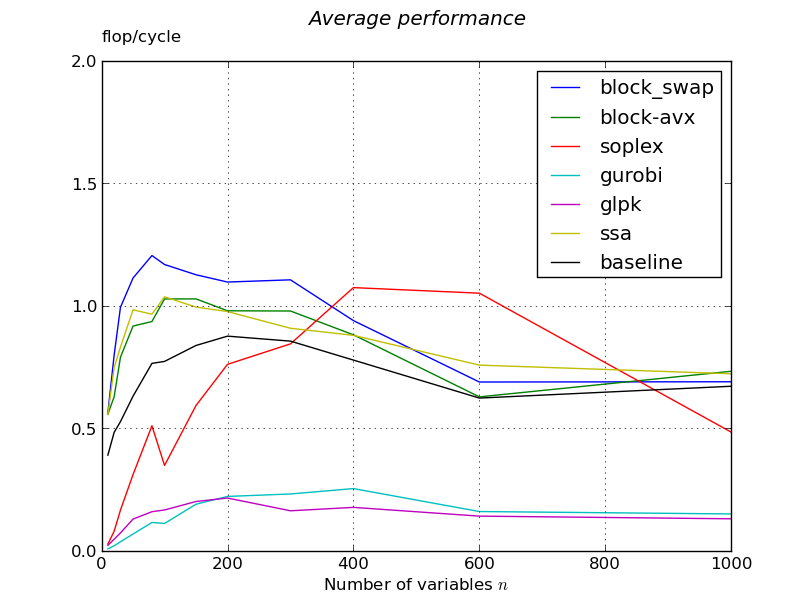 Average performance
flop/cycle
2.0
1.5
1.0
0.5
0.0
0 200 400 600 800 1000
Number of variables n
block_swap
block-avx
soplex
gurobi
glpk
ssa
baseline